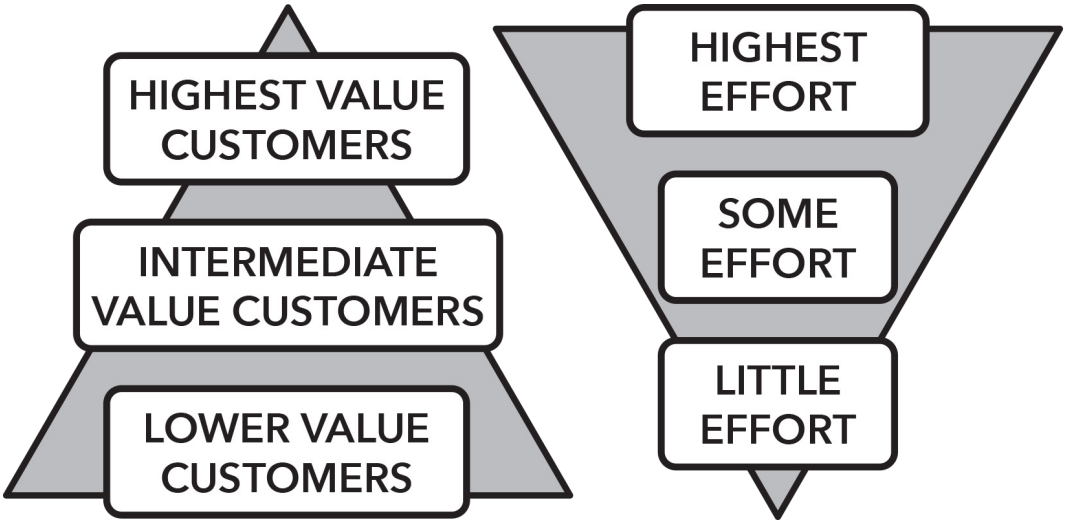 HIGHEST VALUE
CUSTOMERS
INTERMEDIATE
VALUE CUSTOMERS
LOWER VALUE
CUSTOMERS
HIGHEST
EFFORT
SOME
EFFORT
LITTLE
EFFORT